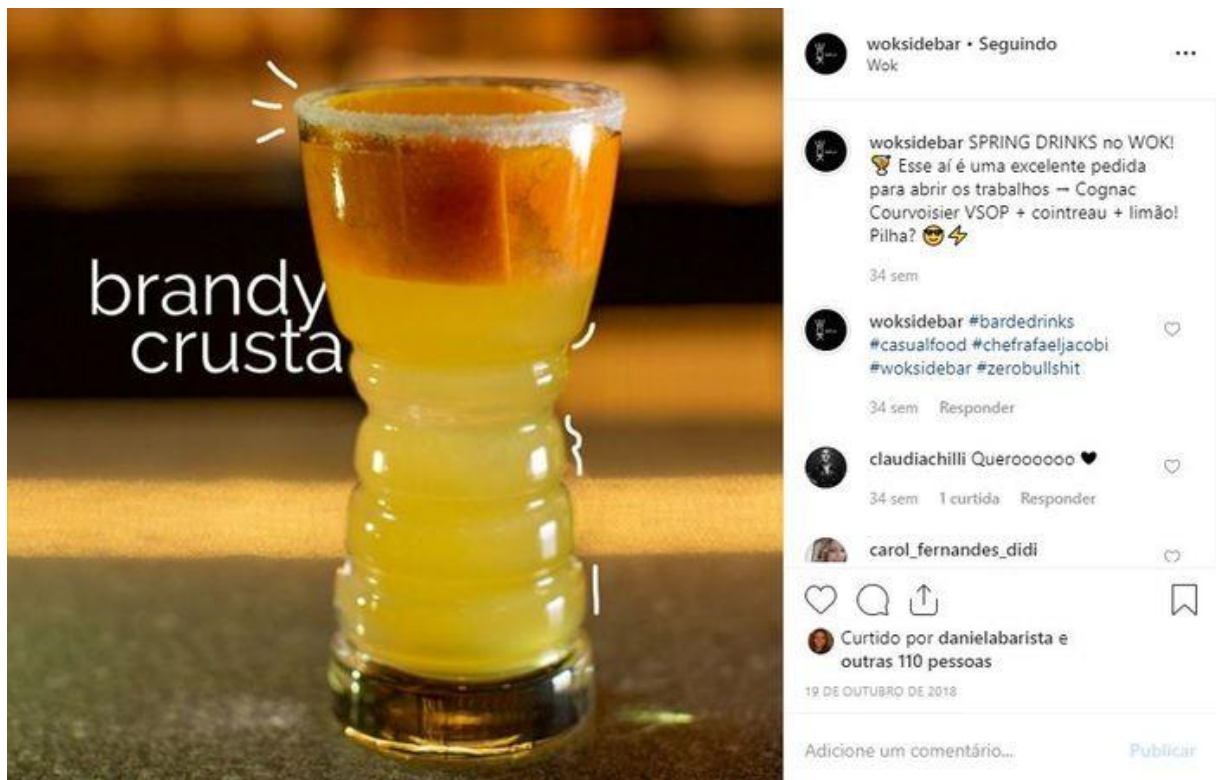 brandy
crusta
woksidebar • Seguindo
Wok
woksidebar SPRING DRINKS no WOK!
🍹 Esse aí é uma excelente pedida
para abrir os trabalhos → Cognac
Courvoisier VSOP + cointreau + limão!
Pilha? 😎⚡
34 sem
woksidebar #bardedrinks
#casualfood #chefrafaeljacobi
#woksidebar #zerobullshit
34 sem Responder
claudiachilli Queroooooo 🖤
34 sem 1 curtida Responder
carol_fernandes_didi
Curtido por danielabarista e
outras 110 pessoas
19 DE OUTUBRO DE 2018
Adicione um comentário... Publicar